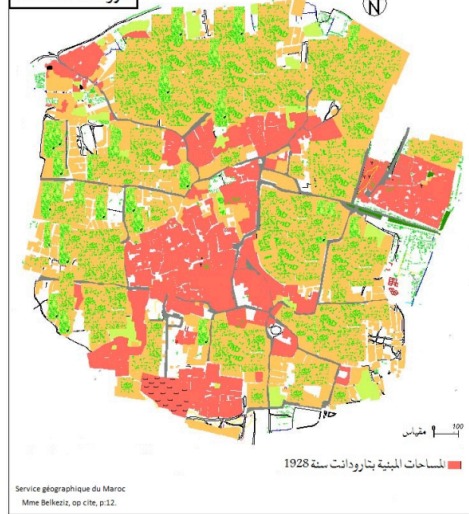 N
100
مقياس
المساحات المبنية بتارودانت سنة 1928
Service géographique du Maroc
Mme Belkeziz, op cite, p:12.